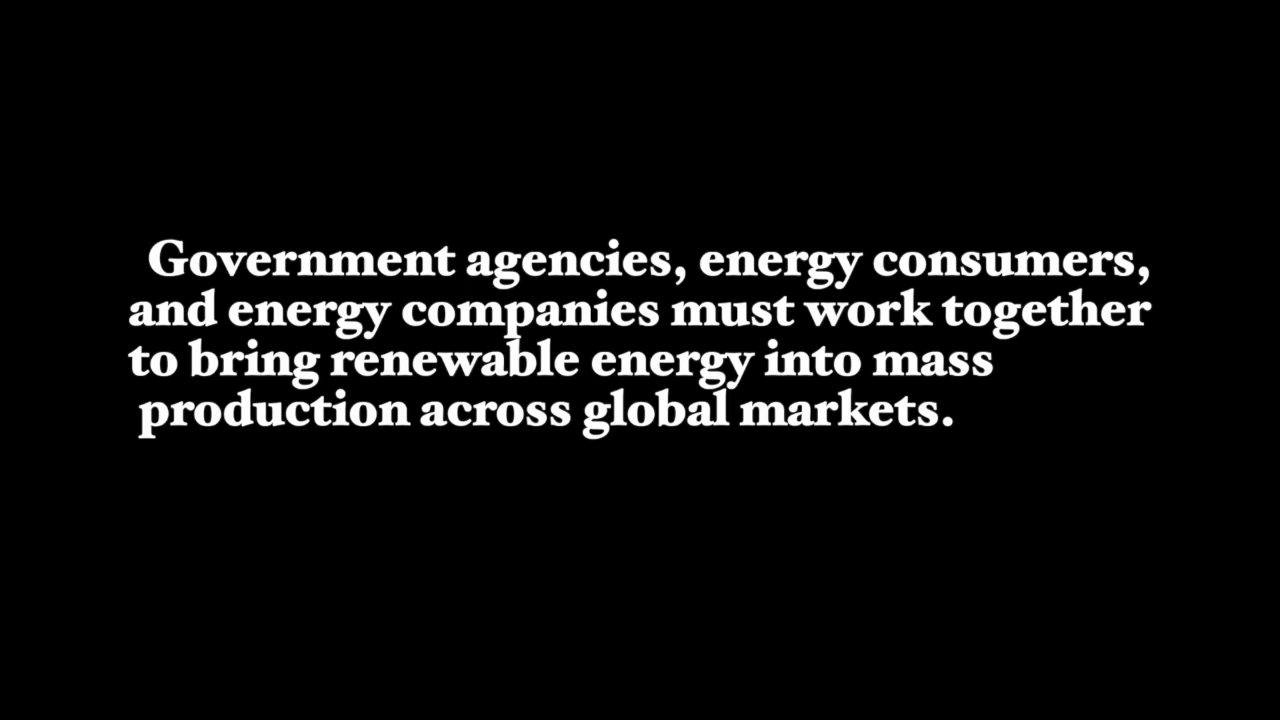 Government agencies, energy consumers,
and energy companies must work together
to bring renewable energy into mass
production across global markets.